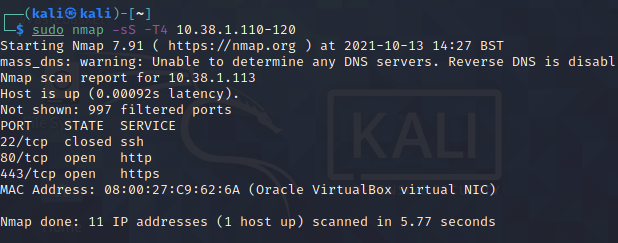 (kali㉿kali)-[~]
$ sudo nmap -sS -T4 10.38.1.110-120
Starting Nmap 7.91 ( https://nmap.org ) at 2021-10-13 14:27 BST
mass_dns: warning: Unable to determine any DNS servers. Reverse DNS is disabl
Nmap scan report for 10.38.1.113
Host is up (0.00092s latency).
Not shown: 997 filtered ports
PORT    STATE  SERVICE
22/tcp  closed ssh
80/tcp  open   http
443/tcp open   https
MAC Address: 08:00:27:C9:62:6A (Oracle VirtualBox virtual NIC)
Nmap done: 11 IP addresses (1 host up) scanned in 5.77 seconds
KALI